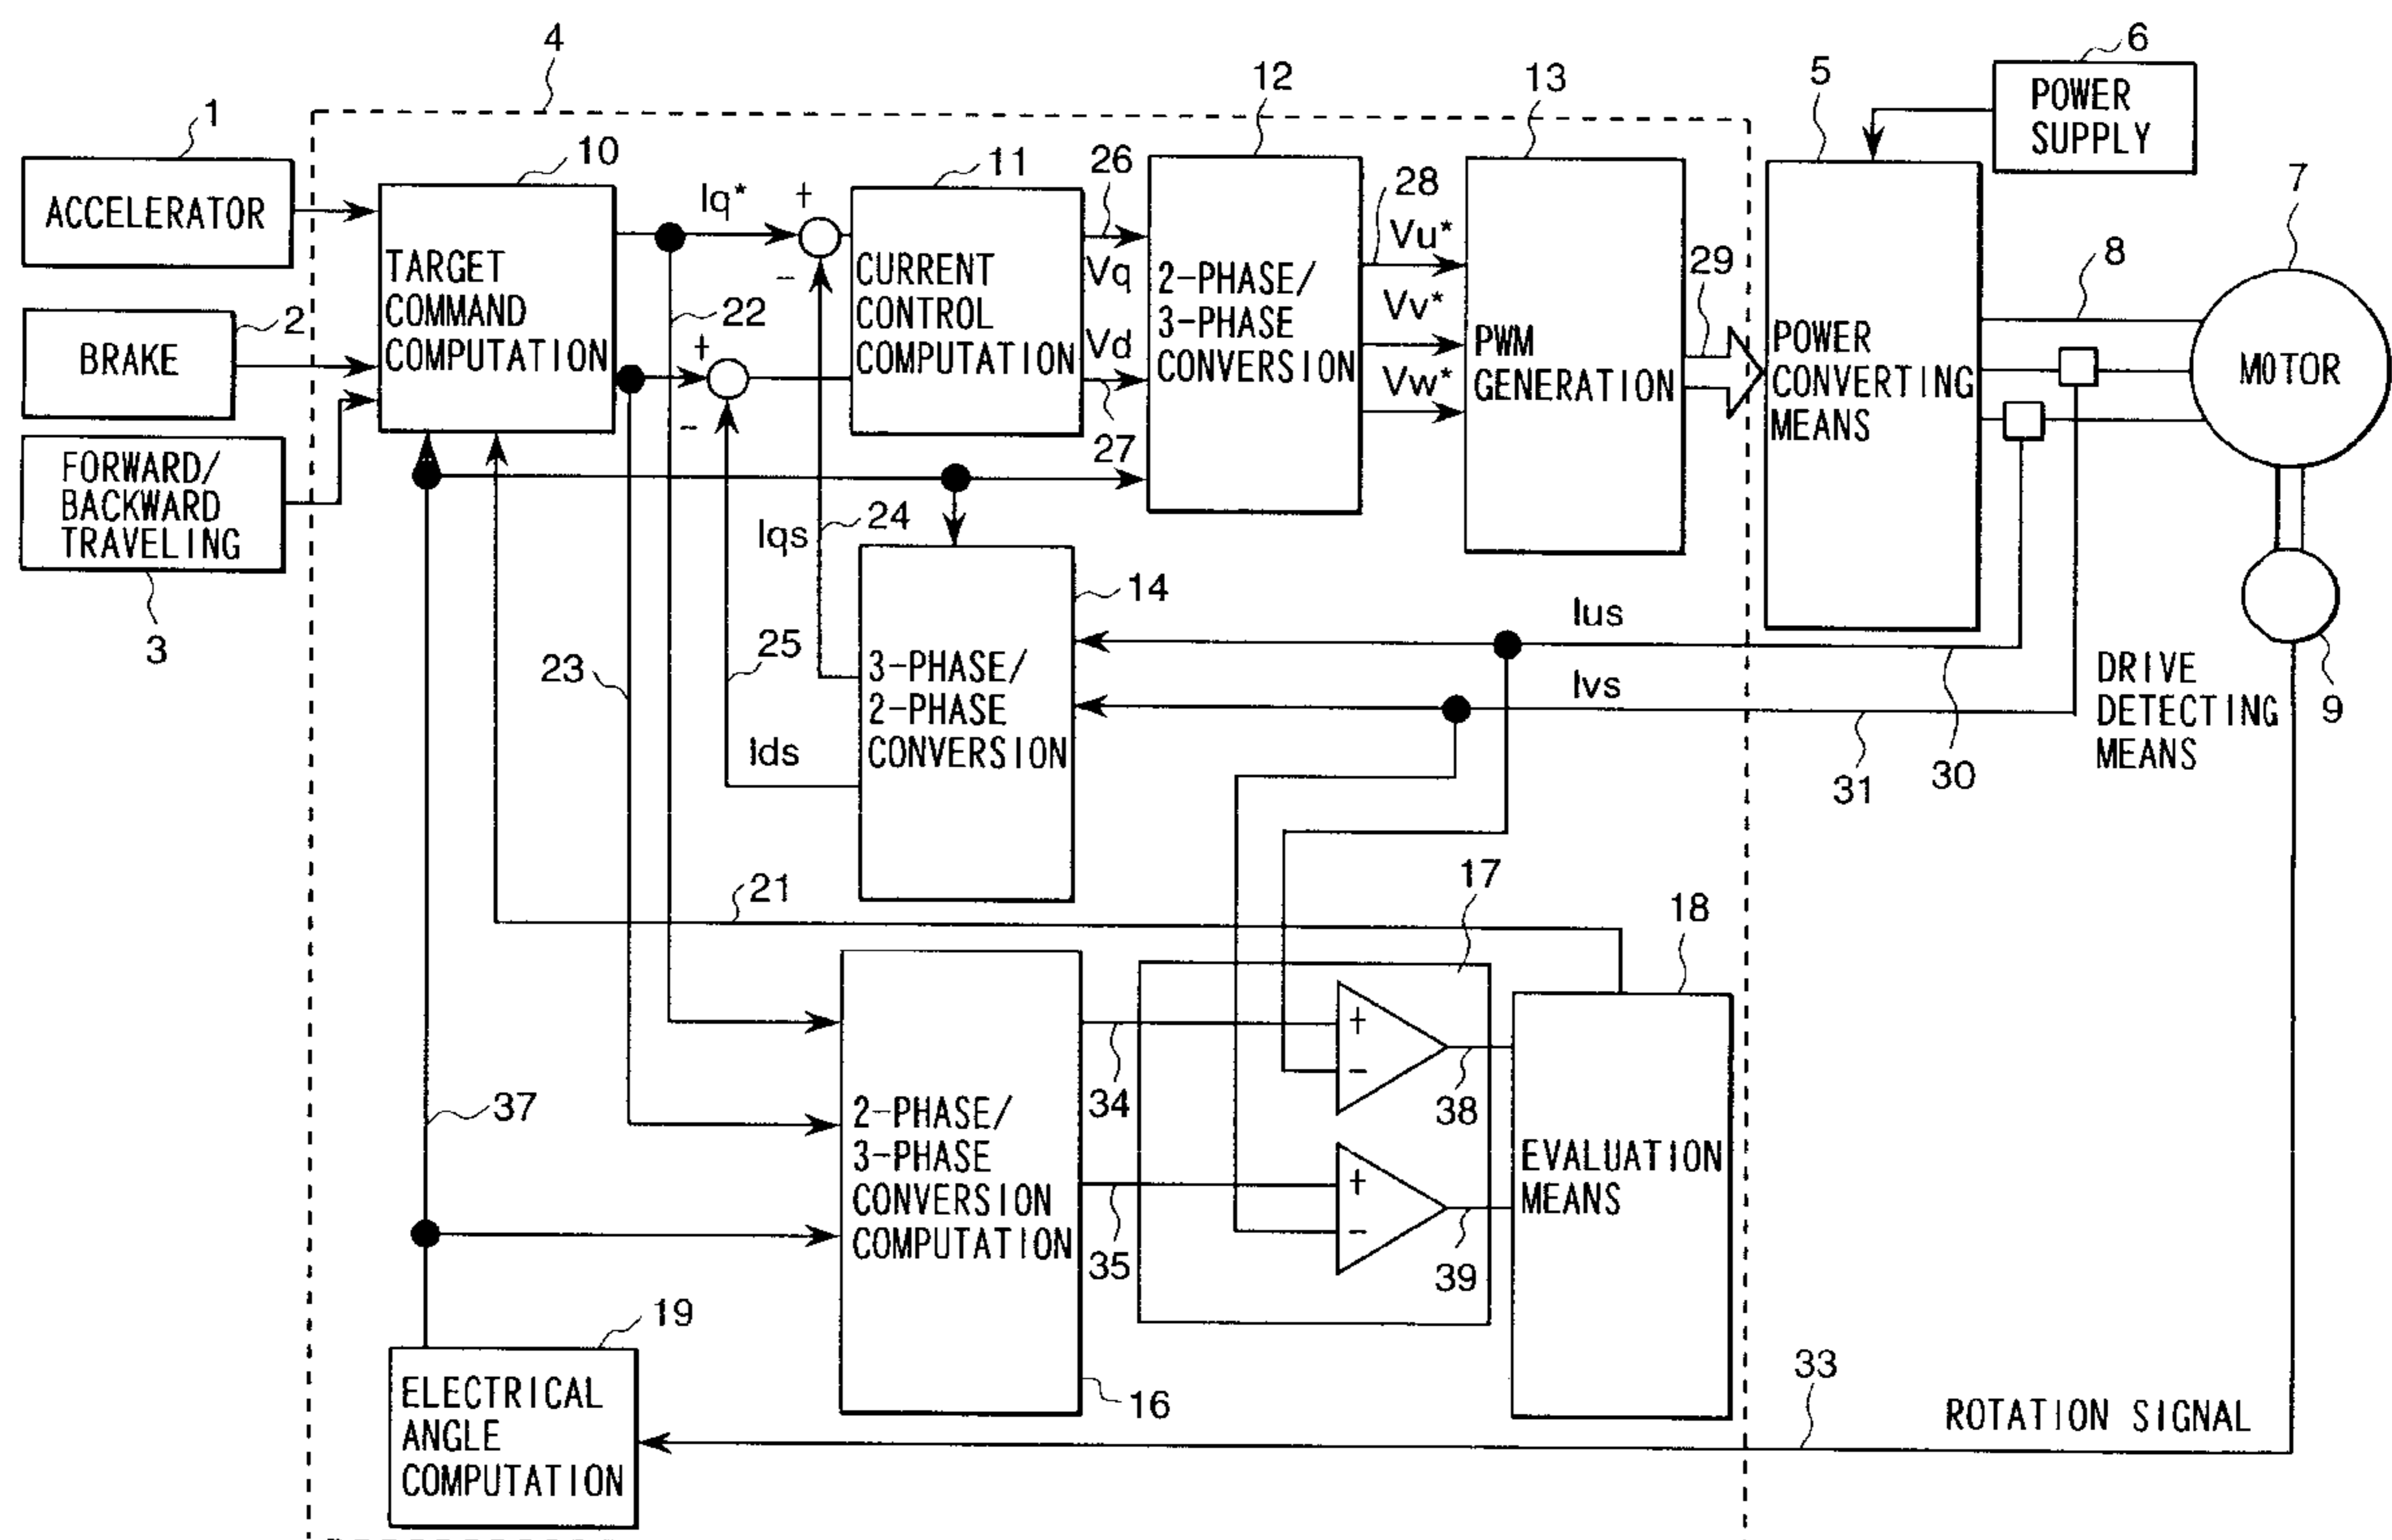 4
6
12
13
5
POWER
SUPPLY
1
10
11
26
7
ACCELERATOR
Iq*
+
28
Vu*
29
8
TARGET
COMMAND
COMPUTATION
-
CURRENT
CONTROL
COMPUTATION
Vq
2-PHASE/
3-PHASE
CONVERSION
Vv*
PWM
GENERATION
POWER
CONVERTING
MEANS
MOTOR
2
BRAKE
22
+
Vd
Vw*
-
27
FORWARD/
BACKWARD
TRAVELING
3
Iqs
24
14
Ius
23
25
3-PHASE/
2-PHASE
CONVERSION
Ivs
DRIVE
DETECTING
MEANS
9
Ids
31
30
21
17
18
+
-
34
38
37
2-PHASE/
3-PHASE
CONVERSION
COMPUTATION
EVALUATION
MEANS
+
-
35
39
19
16
33
ELECTRICAL
ANGLE
COMPUTATION
ROTATION SIGNAL